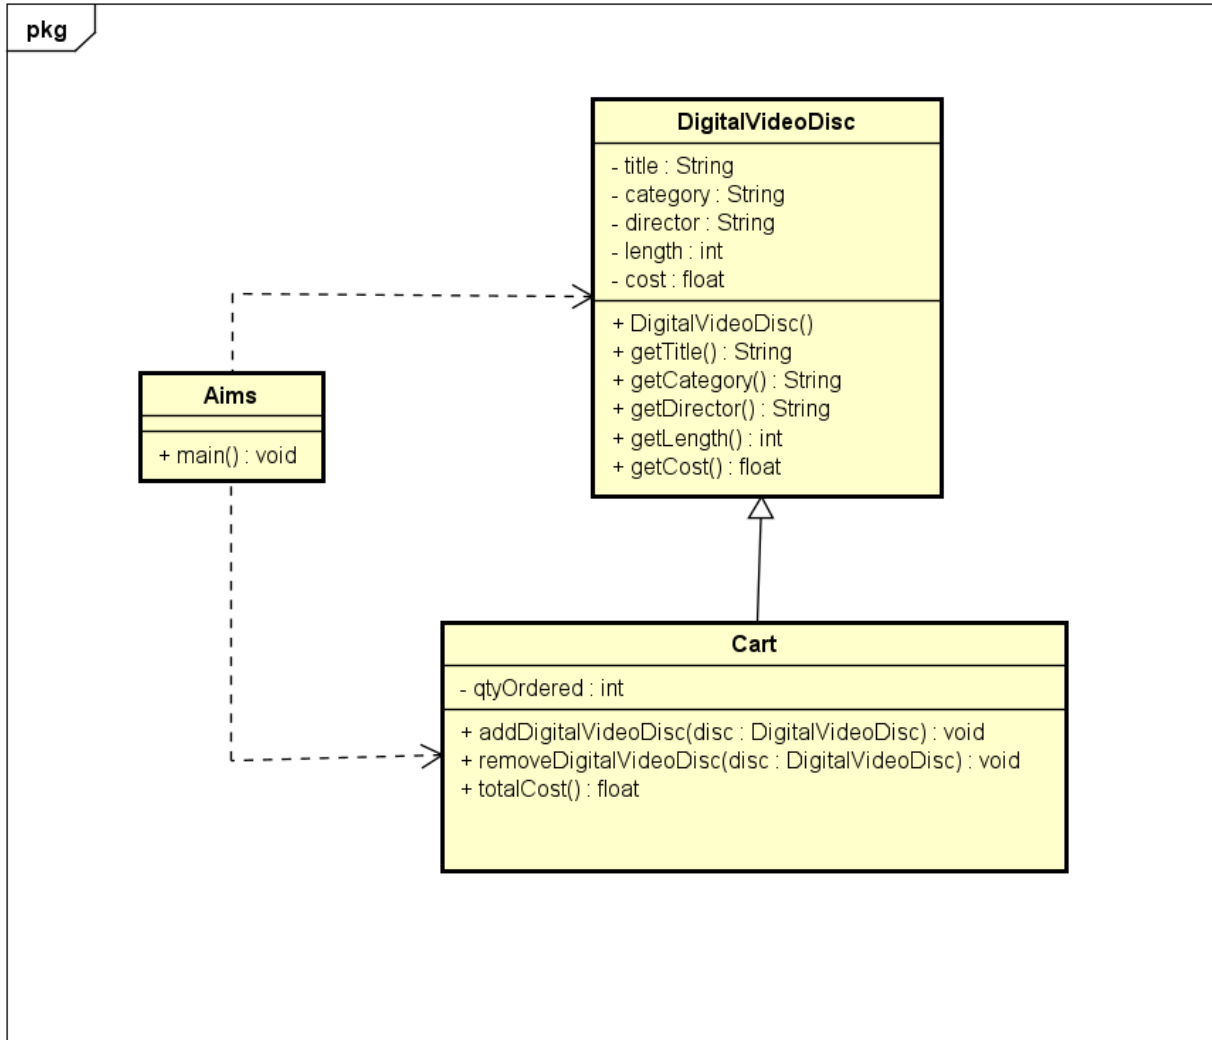 pkg
DigitalVideoDisc
- title : String
- category : String
- director : String
- length : int
- cost : float
+ DigitalVideoDisc()
+ getTitle() : String
+ getCategory() : String
+ getDirector() : String
+ getLength() : int
+ getCost() : float
Aims
+ main() : void
Cart
- qtyOrdered : int
+ addDigitalVideoDisc(disc : DigitalVideoDisc) : void
+ removeDigitalVideoDisc(disc : DigitalVideoDisc) : void
+ totalCost() : float